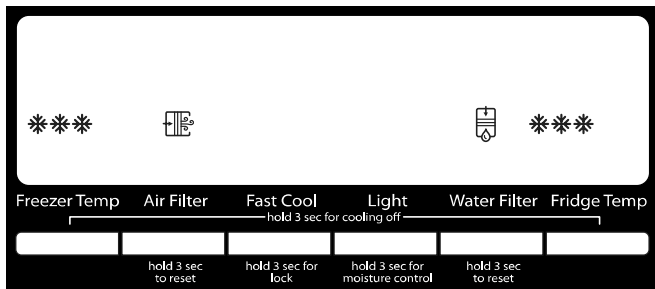 Freezer Temp Air Filter Fast Cool Light Water Filter Fridge Temp
hold 3 sec for cooling off
hold 3 sec to reset
hold 3 sec for lock
hold 3 sec for moisture control
hold 3 sec to reset